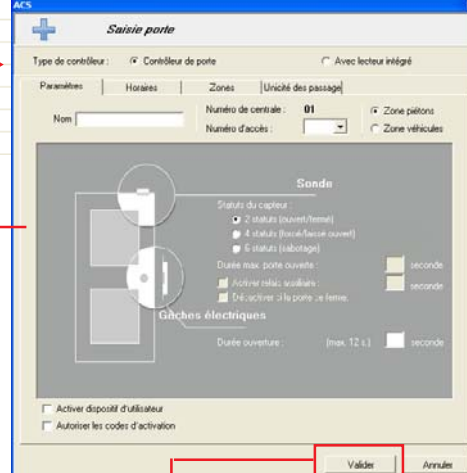 ACS
Saisie porte
Type de contrôleur : Contrôleur de porte Avec lecteur intégré
Paramètres Horaires Zones Unicité des passage
Nom Numéro de centrale : 01 Zone piétons
Numéro d'accès : Zone véhicules
Sonde
Statuts du capteur :
2 statuts (ouvert/fermé)
4 statuts (forcé/laissé ouvert)
6 statuts (sabotage)
Durée max. porte ouverte : seconde
Activer relais auxiliaire : seconde
Désactiver si la porte se ferme.
Gâches électriques
Durée ouverture : (max. 12 s.) seconde
Activer dispositif d'utilisateur
Autoriser les codes d'activation
Valider Annuler